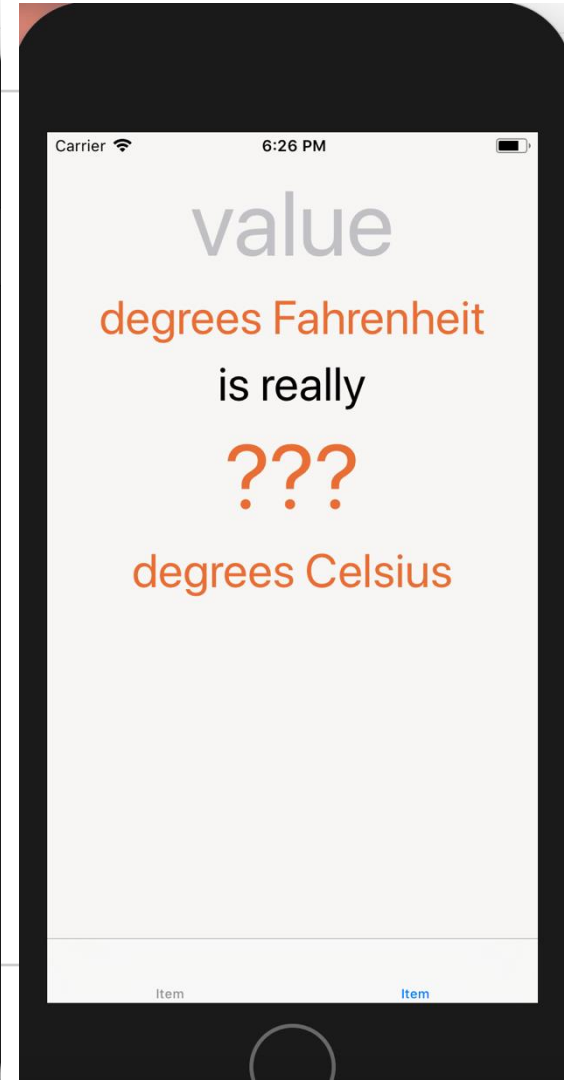 Carrier 6:26 PM
value
degrees Fahrenheit
is really
???
degrees Celsius
Item Item